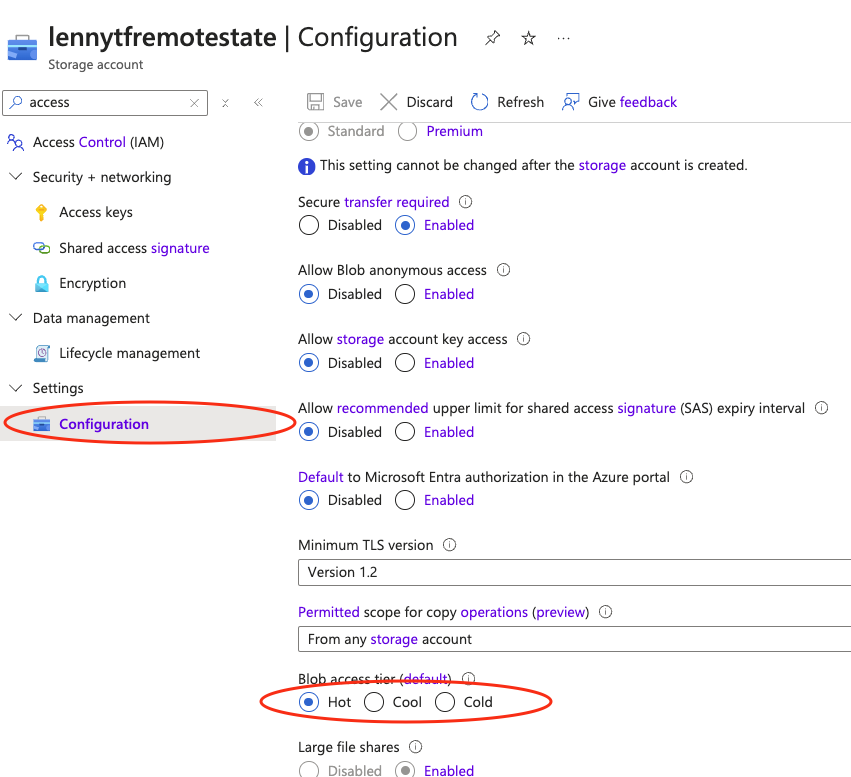 lennytfremotestate | Configuration
Storage account
access
Save Discard Refresh Give feedback
Access Control (IAM)
Security + networking
Access keys
Shared access signature
Encryption
Data management
Lifecycle management
Settings
Configuration
Standard Premium
This setting cannot be changed after the storage account is created.
Secure transfer required
Disabled Enabled
Allow Blob anonymous access
Disabled Enabled
Allow storage account key access
Disabled Enabled
Allow recommended upper limit for shared access signature (SAS) expiry interval
Disabled Enabled
Default to Microsoft Entra authorization in the Azure portal
Disabled Enabled
Minimum TLS version
Version 1.2
Permitted scope for copy operations (preview)
From any storage account
Blob access tier (default)
Hot Cool Cold
Large file shares
Disabled Enabled